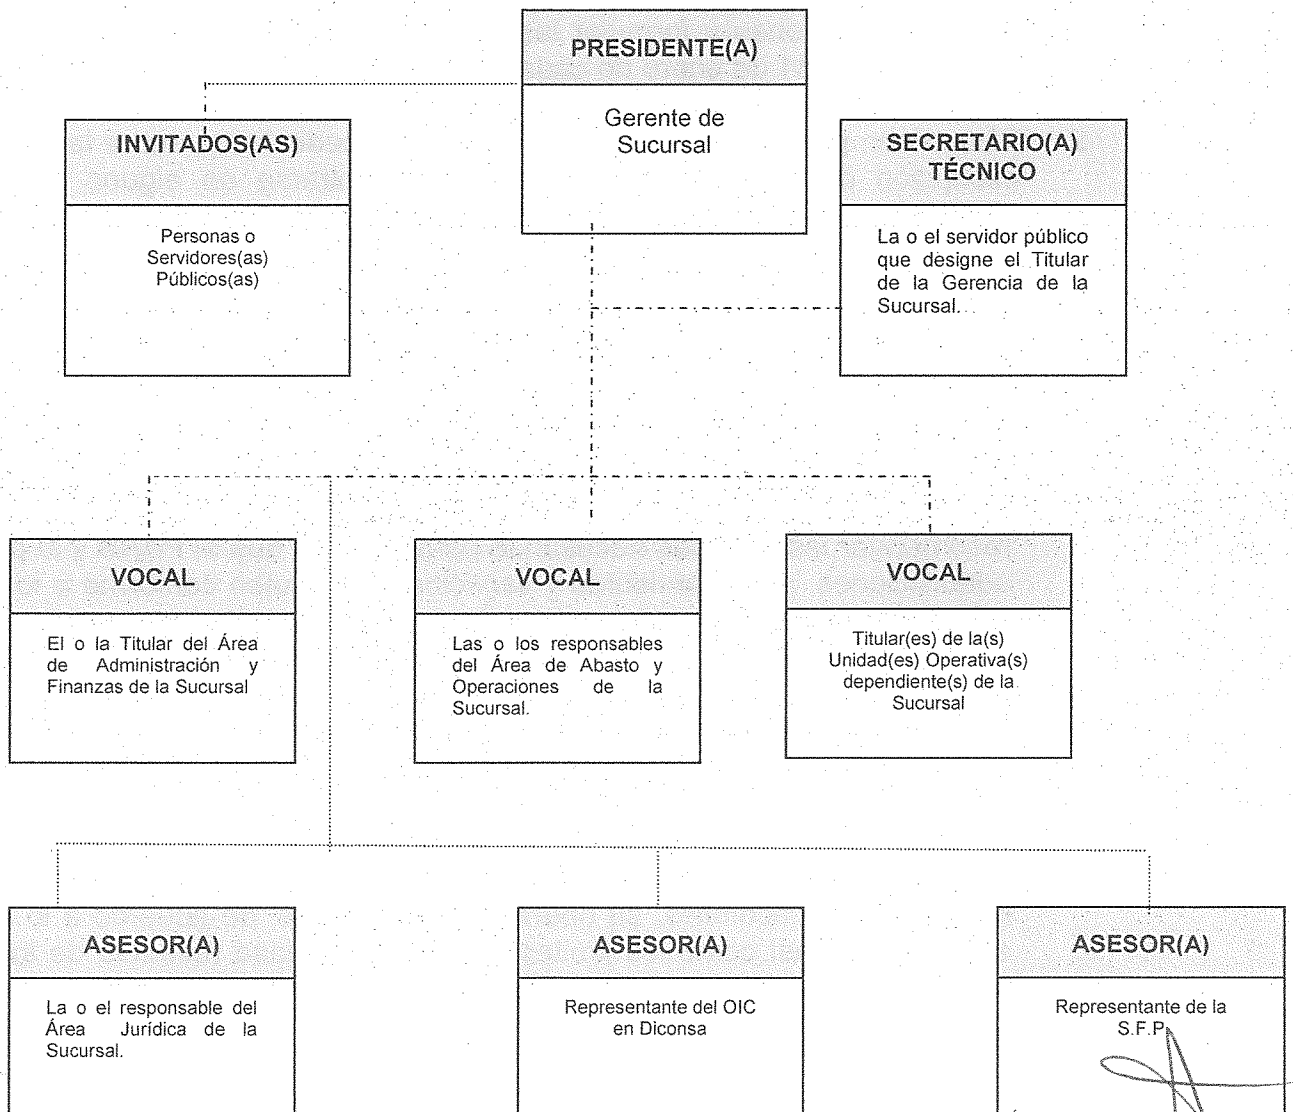 PRESIDENTE(A)
Gerente de
Sucursal
INVITADOS(AS)
Personas o
Servidores(as)
Públicos(as)
SECRETARIO(A)
TÉCNICO
La o el servidor público
que designe el Titular
de la Gerencia de la
Sucursal.
VOCAL
El o la Titular del Área
de Administración y
Finanzas de la Sucursal
VOCAL
Las o los responsables
del Área de Abasto y
Operaciones de la
Sucursal.
VOCAL
Titular(es) de la(s)
Unidad(es) Operativa(s)
dependiente(s) de la
Sucursal
ASESOR(A)
La o el responsable del
Área Jurídica de la
Sucursal.
ASESOR(A)
Representante del OIC
en Diconsa
ASESOR(A)
Representante de la
S.F.P.